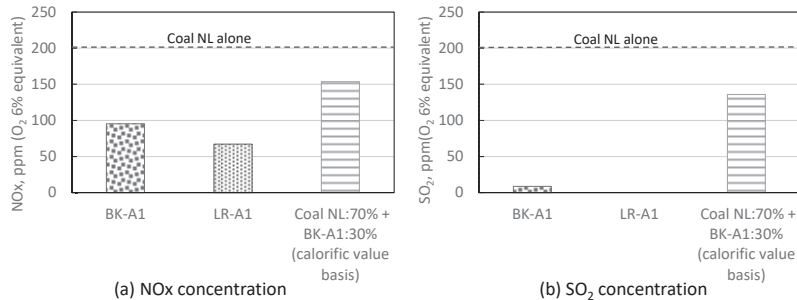 NOx, ppm (O2 6% equivalent)
250
200
150
100
50
0
Coal NL alone
BK-A1
LR-A1
Coal NL:70% +
BK-A1:30%
(calorific value
basis)
(a) NOx concentration
SO2, ppm(O2 6% equivalent)
250
200
150
100
50
0
Coal NL alone
BK-A1
LR-A1
Coal NL:70% +
BK-A1:30%
(calorific value
basis)
(b) SO2 concentration